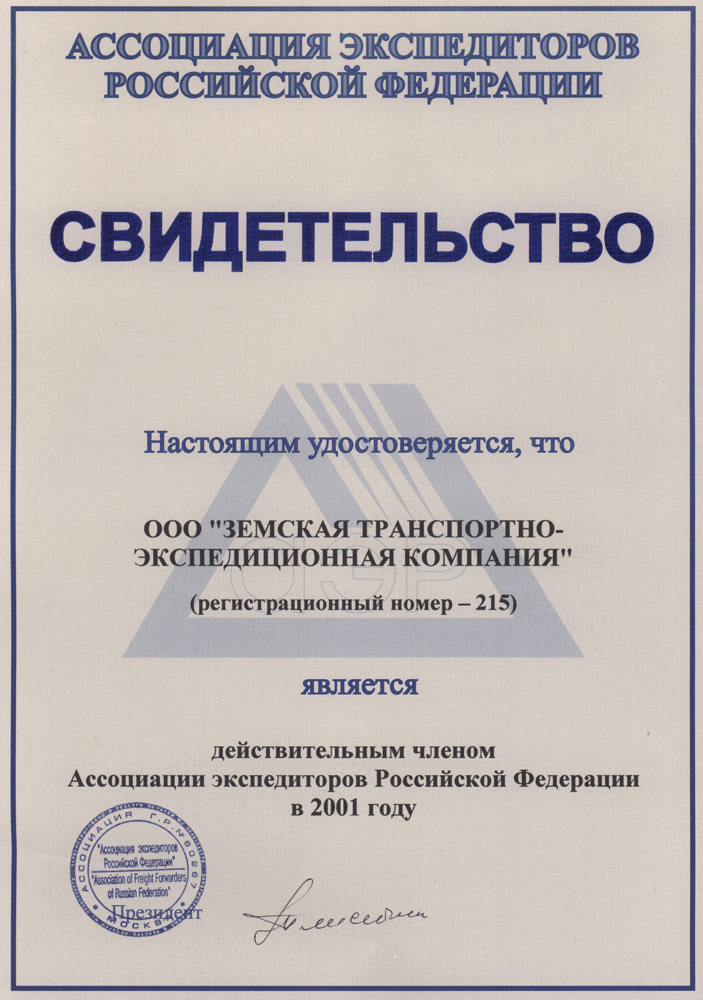 АССОЦИАЦИЯ ЭКСПЕДИТОРОВ
РОССИЙСКОЙ ФЕДЕРАЦИИ
СВИДЕТЕЛЬСТВО
Настоящим удостоверяется, что
ООО "ЗЕМСКАЯ ТРАНСПОРТНО-
ЭКСПЕДИЦИОННАЯ КОМПАНИЯ"
(регистрационный номер – 215)
является
действительным членом
Ассоциации экспедиторов Российской Федерации
в 2001 году
АССОЦИАЦИЯ Г.Р.№60267
"Ассоциация экспедиторов
Российской Федерации"
"Association of Freight Forwarders
of Russian Federation"
МОСКВА
Президент